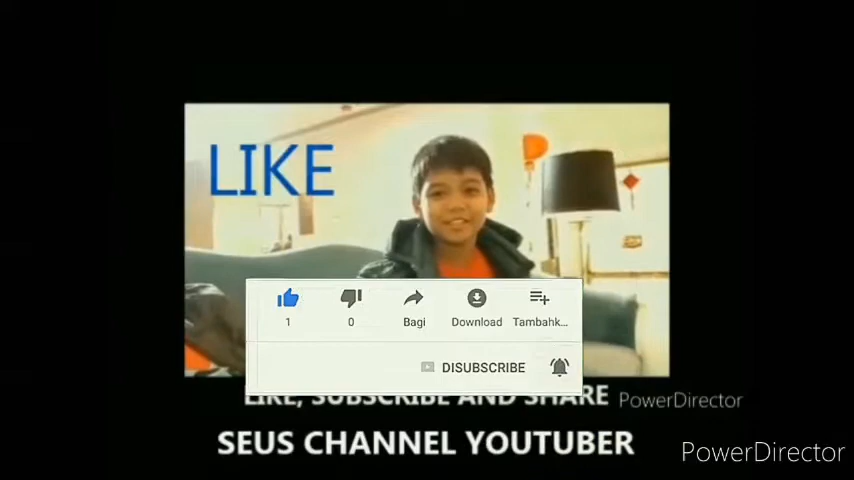 LIKE
1
0
Bagi
Download
Tambahk...
DISUBSCRIBE
LIKE, SUBSCRIBE AND SHARE
PowerDirector
SEUS CHANNEL YOUTUBER
PowerDirector